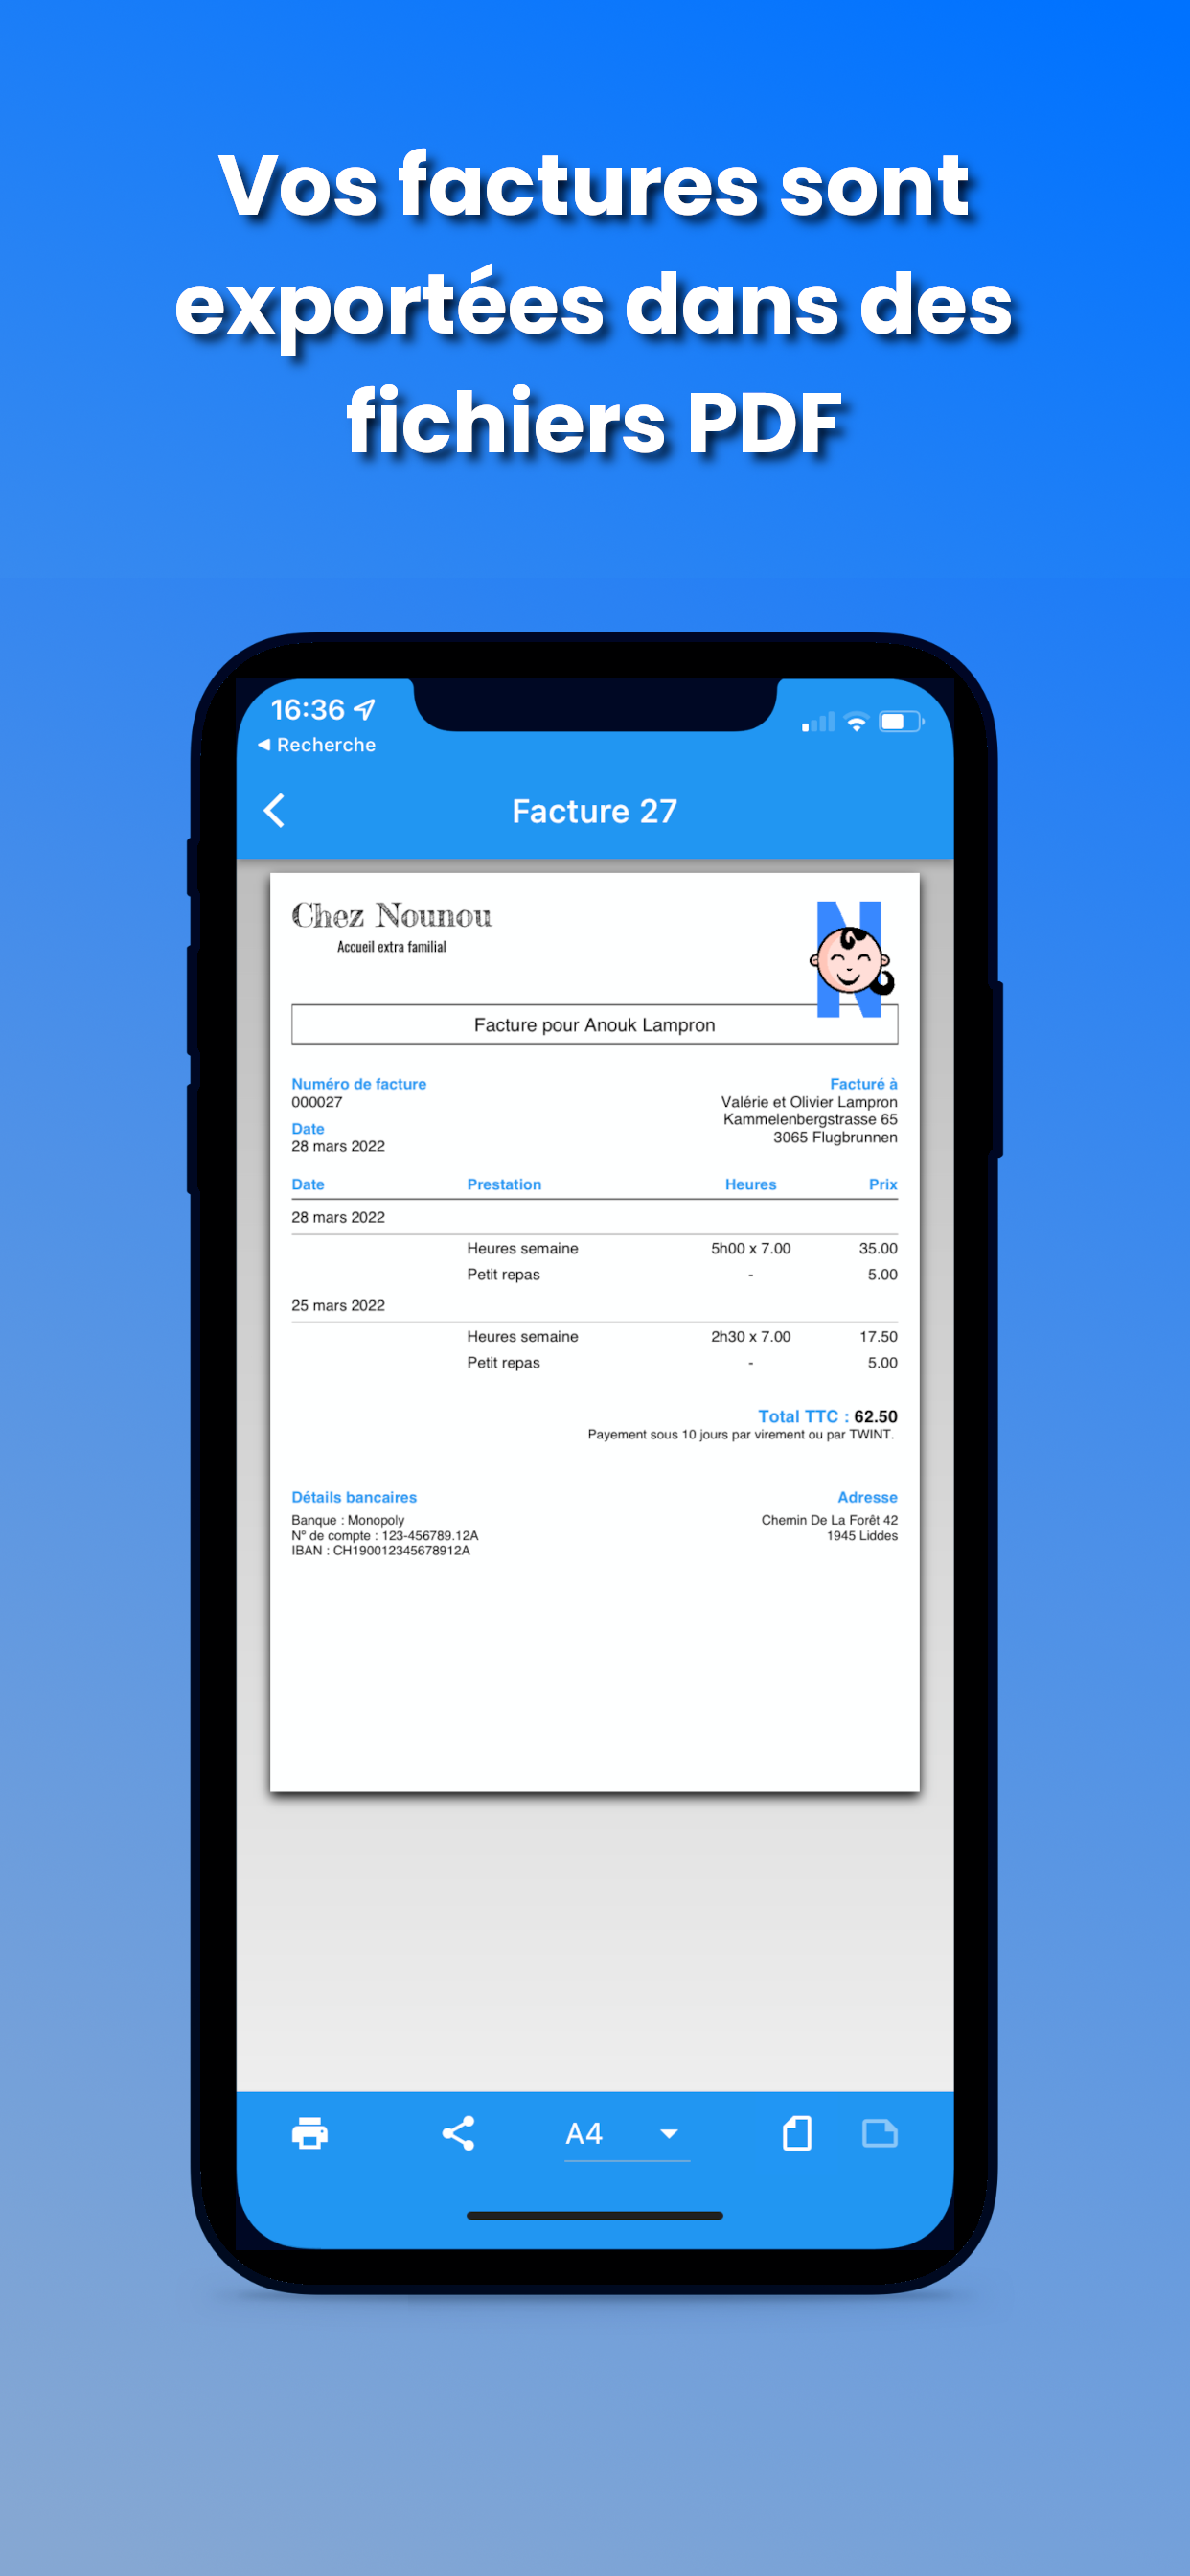 Vos factures sont
exportées dans des
fichiers PDF
16:36
◀ Recherche
Facture 27
Chez Nounou
Accueil extra familial
N
Facture pour Anouk Lampron
Numéro de facture
000027
Date
28 mars 2022
Facturé à
Valérie et Olivier Lampron
Kammelenbergstrasse 65
3065 Flugbrunnen
Date Prestation Heures Prix
28 mars 2022
Heures semaine 5h00 x 7.00 35.00
Petit repas - 5.00
25 mars 2022
Heures semaine 2h30 x 7.00 17.50
Petit repas - 5.00
Total TTC : 62.50
Payement sous 10 jours par virement ou par TWINT.
Détails bancaires
Banque : Monopoly
N° de compte : 123-456789.12A
IBAN : CH190012345678912A
Adresse
Chemin De La Forêt 42
1945 Liddes
A4